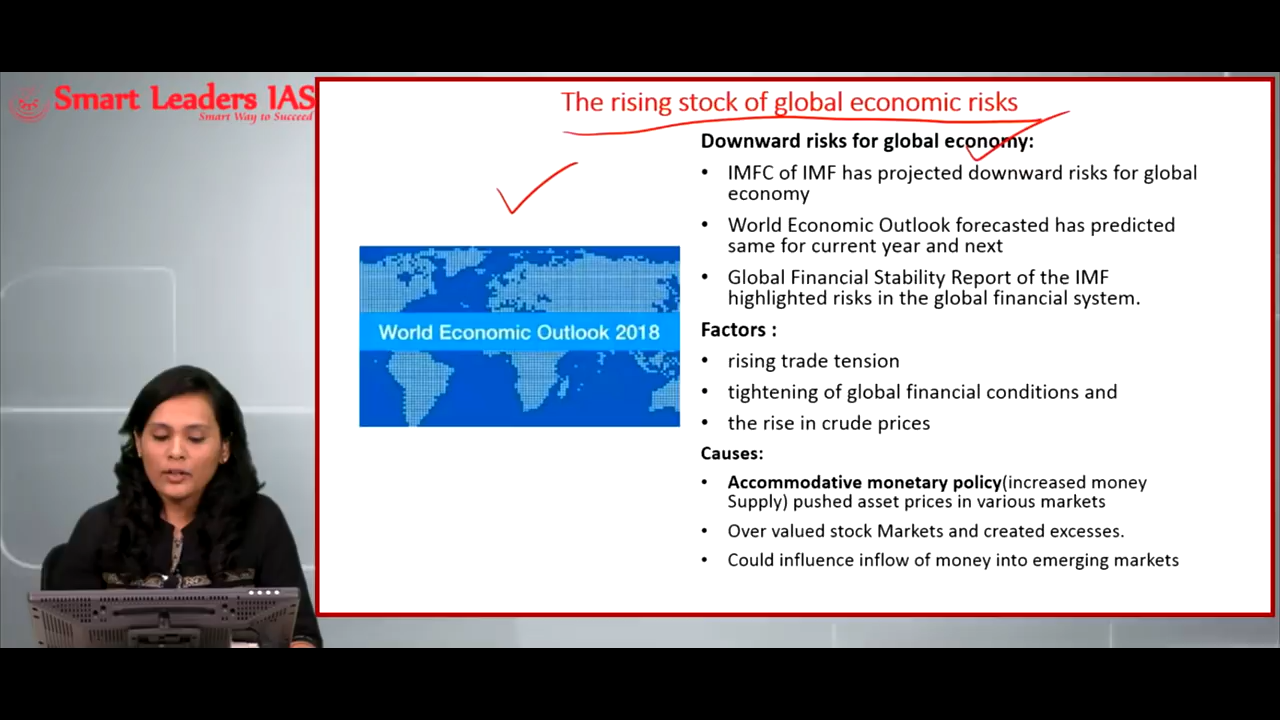 Smart Leaders IAS
Smart Way to Succeed
The rising stock of global economic risks
Downward risks for global economy:
• IMFC of IMF has projected downward risks for global
economy
• World Economic Outlook forecasted has predicted
same for current year and next
• Global Financial Stability Report of the IMF
highlighted risks in the global financial system.
World Economic Outlook 2018
Factors :
• rising trade tension
• tightening of global financial conditions and
• the rise in crude prices
Causes:
• Accommodative monetary policy(increased money
Supply) pushed asset prices in various markets
• Over valued stock Markets and created excesses.
• Could influence inflow of money into emerging markets